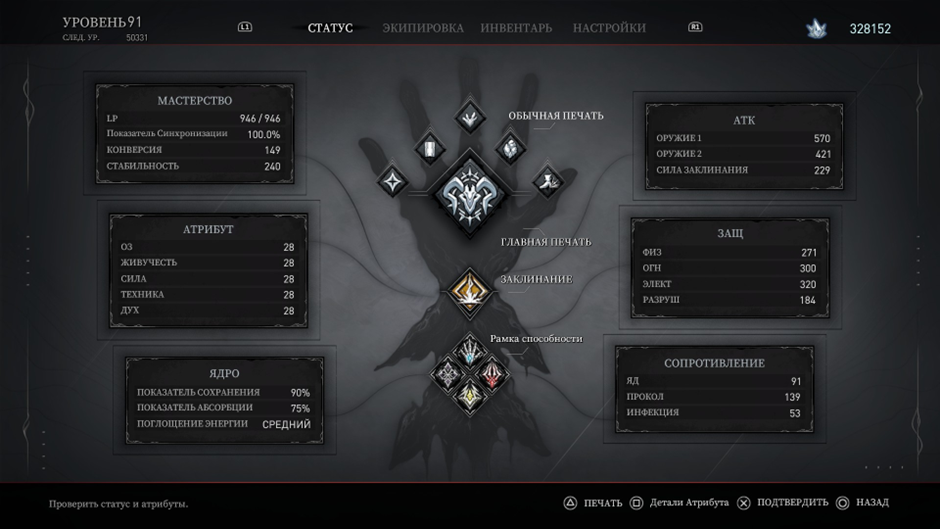 УРОВЕНЬ 91
СЛЕД. УР. 50331
L1
СТАТУС ЭКИПИРОВКА ИНВЕНТАРЬ НАСТРОЙКИ
R1
328152
МАСТЕРСТВО
LP 946 / 946
Показатель Синхронизации 100.0%
КОНВЕРСИЯ 149
СТАБИЛЬНОСТЬ 240
АТРИБУТ
ОЗ 28
ЖИВУЧЕСТЬ 28
СИЛА 28
ТЕХНИКА 28
ДУХ 28
ЯДРО
ПОКАЗАТЕЛЬ СОХРАНЕНИЯ 90%
ПОКАЗАТЕЛЬ АБСОРБЦИИ 75%
ПОГЛОЩЕНИЕ ЭНЕРГИИ СРЕДНИЙ
ОБЫЧНАЯ ПЕЧАТЬ
ГЛАВНАЯ ПЕЧАТЬ
ЗАКЛИНАНИЕ
Рамка способности
АТК
ОРУЖИЕ 1 570
ОРУЖИЕ 2 421
СИЛА ЗАКЛИНАНИЯ 229
ЗАЩ
ФИЗ 271
ОГН 300
ЭЛЕКТ 320
РАЗРУШ 184
СОПРОТИВЛЕНИЕ
ЯД 91
ПРОКОЛ 139
ИНФЕКЦИЯ 53
Проверить статус и атрибуты.
ПЕЧАТЬ Детали Атрибута ПОДТВЕРДИТЬ НАЗАД